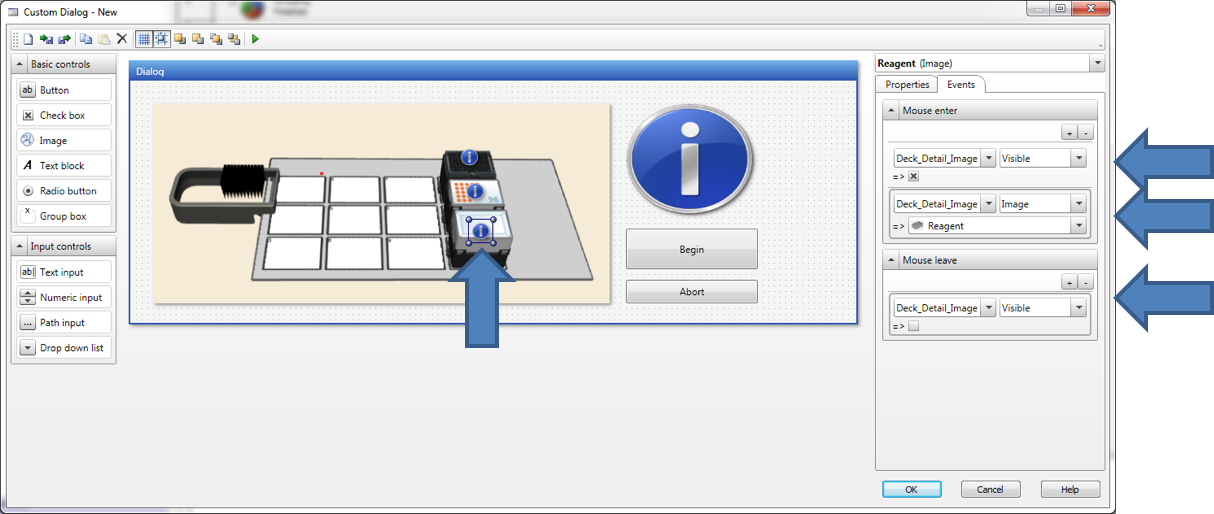 Custom Dialog - New
Basic controls
ab Button
Check box
Image
A Text block
Radio button
X Group box
Input controls
ab| Text input
Numeric input
... Path input
Drop down list
Dialog
96
Begin
Abort
Reagent (Image)
Properties Events
Mouse enter
+ -
Deck_Detail_Image Visible
=>
Deck_Detail_Image Image
=> Reagent
Mouse leave
+ -
Deck_Detail_Image Visible
=>
OK Cancel Help